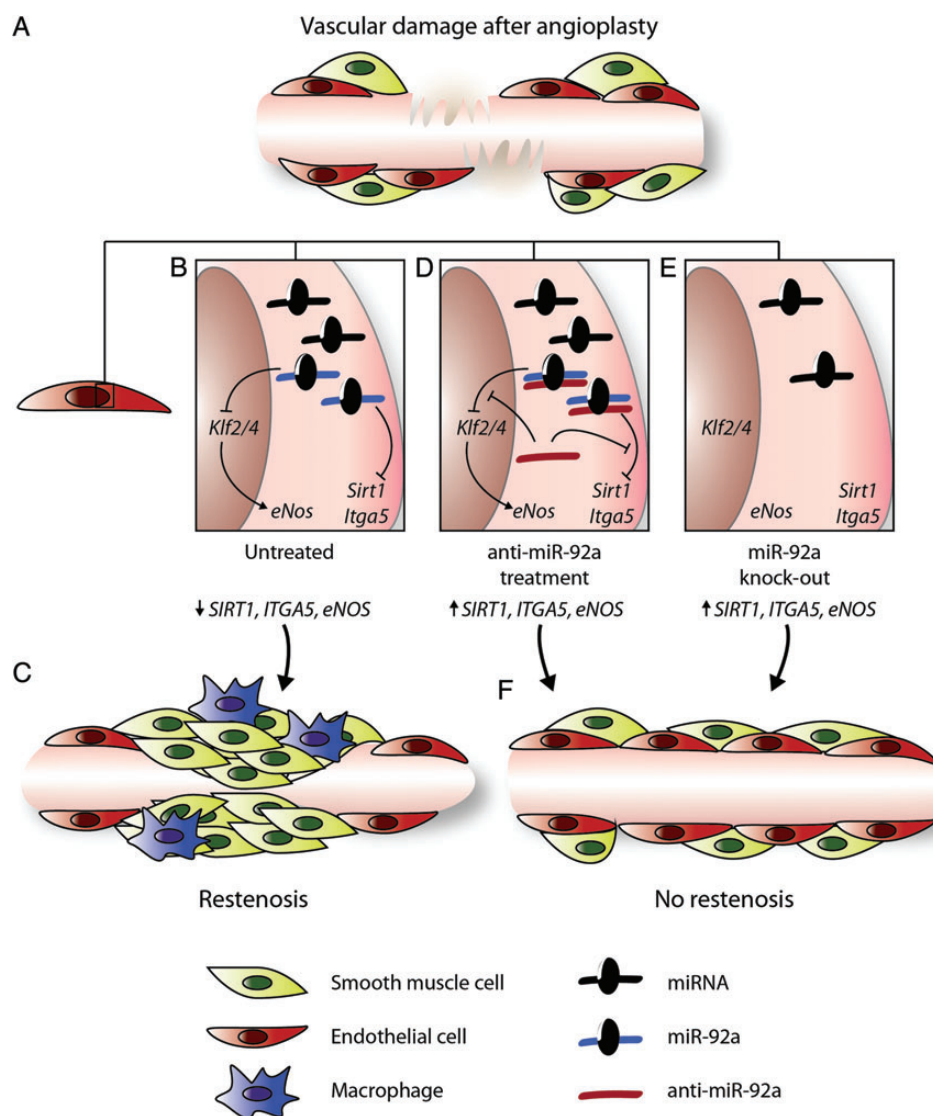 A
Vascular damage after angioplasty
B
D
E
Klf2/4
eNos
Sirt1
Itga5
Klf2/4
eNos
Sirt1
Itga5
Klf2/4
eNos
Sirt1
Itga5
Untreated
anti-miR-92a
treatment
miR-92a
knock-out
↓ SIRT1, ITGA5, eNOS
↑ SIRT1, ITGA5, eNOS
↑ SIRT1, ITGA5, eNOS
C
F
Restenosis
No restenosis
Smooth muscle cell
miRNA
Endothelial cell
miR-92a
Macrophage
anti-miR-92a